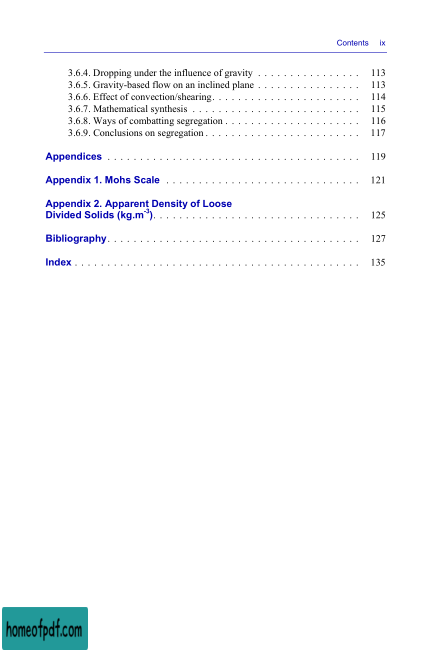 Contents ix
3.6.4. Dropping under the influence of gravity . . . . . . . . . . . . . . . . 113
3.6.5. Gravity-based flow on an inclined plane . . . . . . . . . . . . . . . . 113
3.6.6. Effect of convection/shearing. . . . . . . . . . . . . . . . . . . . . . . 114
3.6.7. Mathematical synthesis . . . . . . . . . . . . . . . . . . . . . . . . . . 115
3.6.8. Ways of combatting segregation . . . . . . . . . . . . . . . . . . . . . 116
3.6.9. Conclusions on segregation . . . . . . . . . . . . . . . . . . . . . . . . 117
Appendices . . . . . . . . . . . . . . . . . . . . . . . . . . . . . . . . . . . . . . . 119
Appendix 1. Mohs Scale . . . . . . . . . . . . . . . . . . . . . . . . . . . . . . 121
Appendix 2. Apparent Density of Loose
Divided Solids (kg.m⁻³). . . . . . . . . . . . . . . . . . . . . . . . . . . . . . . . 125
Bibliography. . . . . . . . . . . . . . . . . . . . . . . . . . . . . . . . . . . . . . . 127
Index . . . . . . . . . . . . . . . . . . . . . . . . . . . . . . . . . . . . . . . . . . . . 135
homeofpdf.com